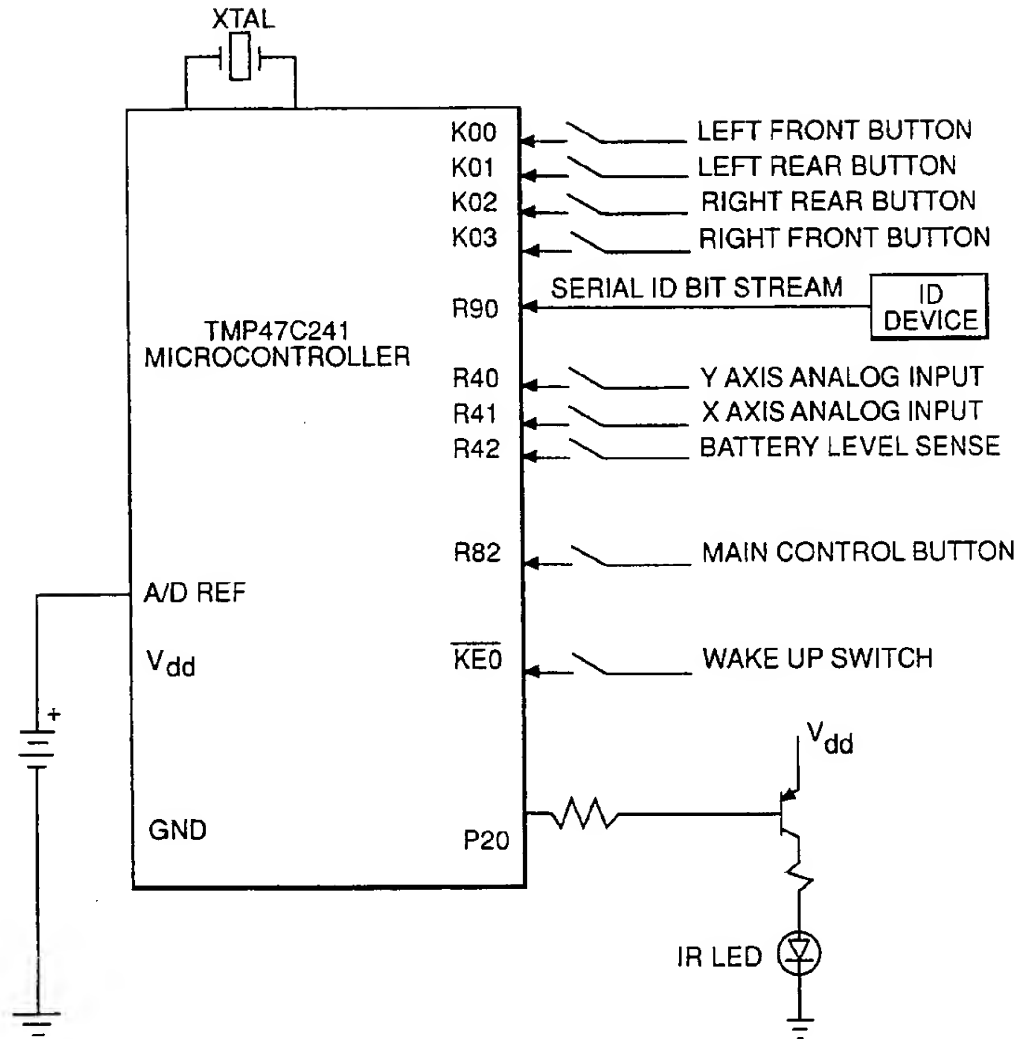 XTAL
K00
LEFT FRONT BUTTON
K01
LEFT REAR BUTTON
K02
RIGHT REAR BUTTON
K03
RIGHT FRONT BUTTON
R90
SERIAL ID BIT STREAM
ID
DEVICE
TMP47C241
MICROCONTROLLER
R40
Y AXIS ANALOG INPUT
R41
X AXIS ANALOG INPUT
R42
BATTERY LEVEL SENSE
R82
MAIN CONTROL BUTTON
A/D REF
Vdd
KE0
WAKE UP SWITCH
+
Vdd
GND
P20
IR LED